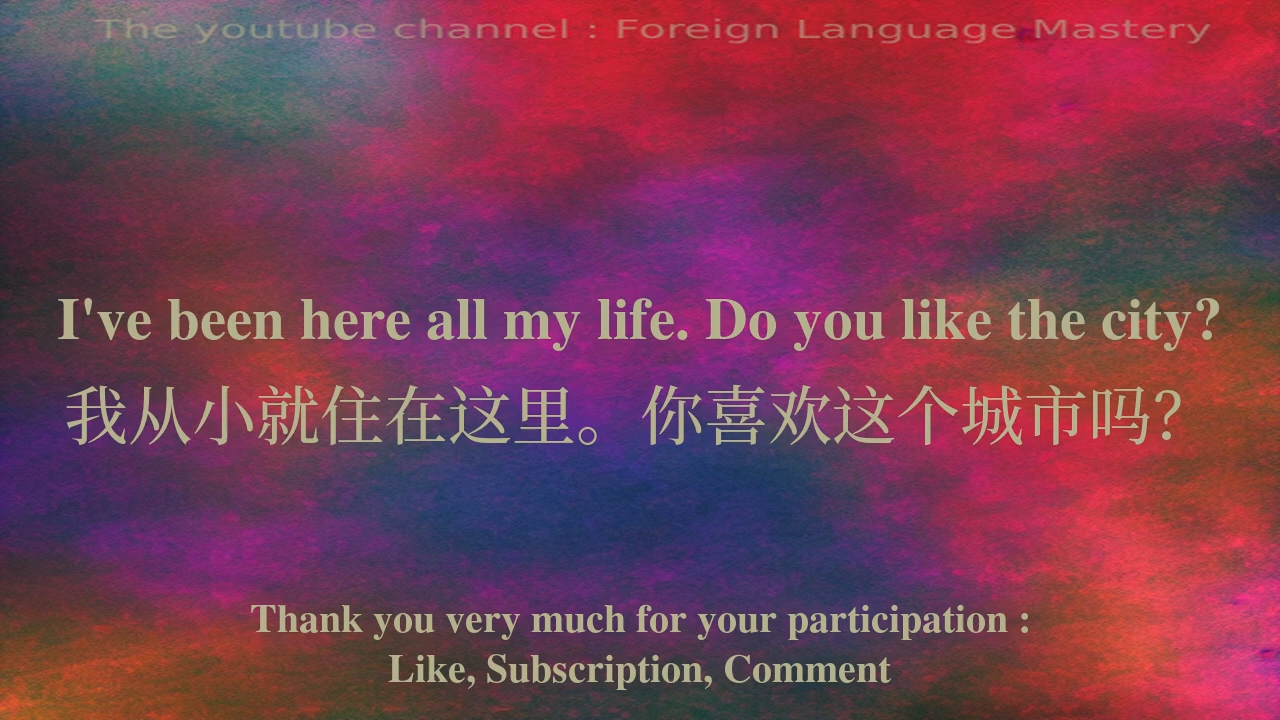 The youtube channel : Foreign Language Mastery
I've been here all my life. Do you like the city?
我从小就住在这里。你喜欢这个城市吗？
Thank you very much for your participation :
Like, Subscription, Comment